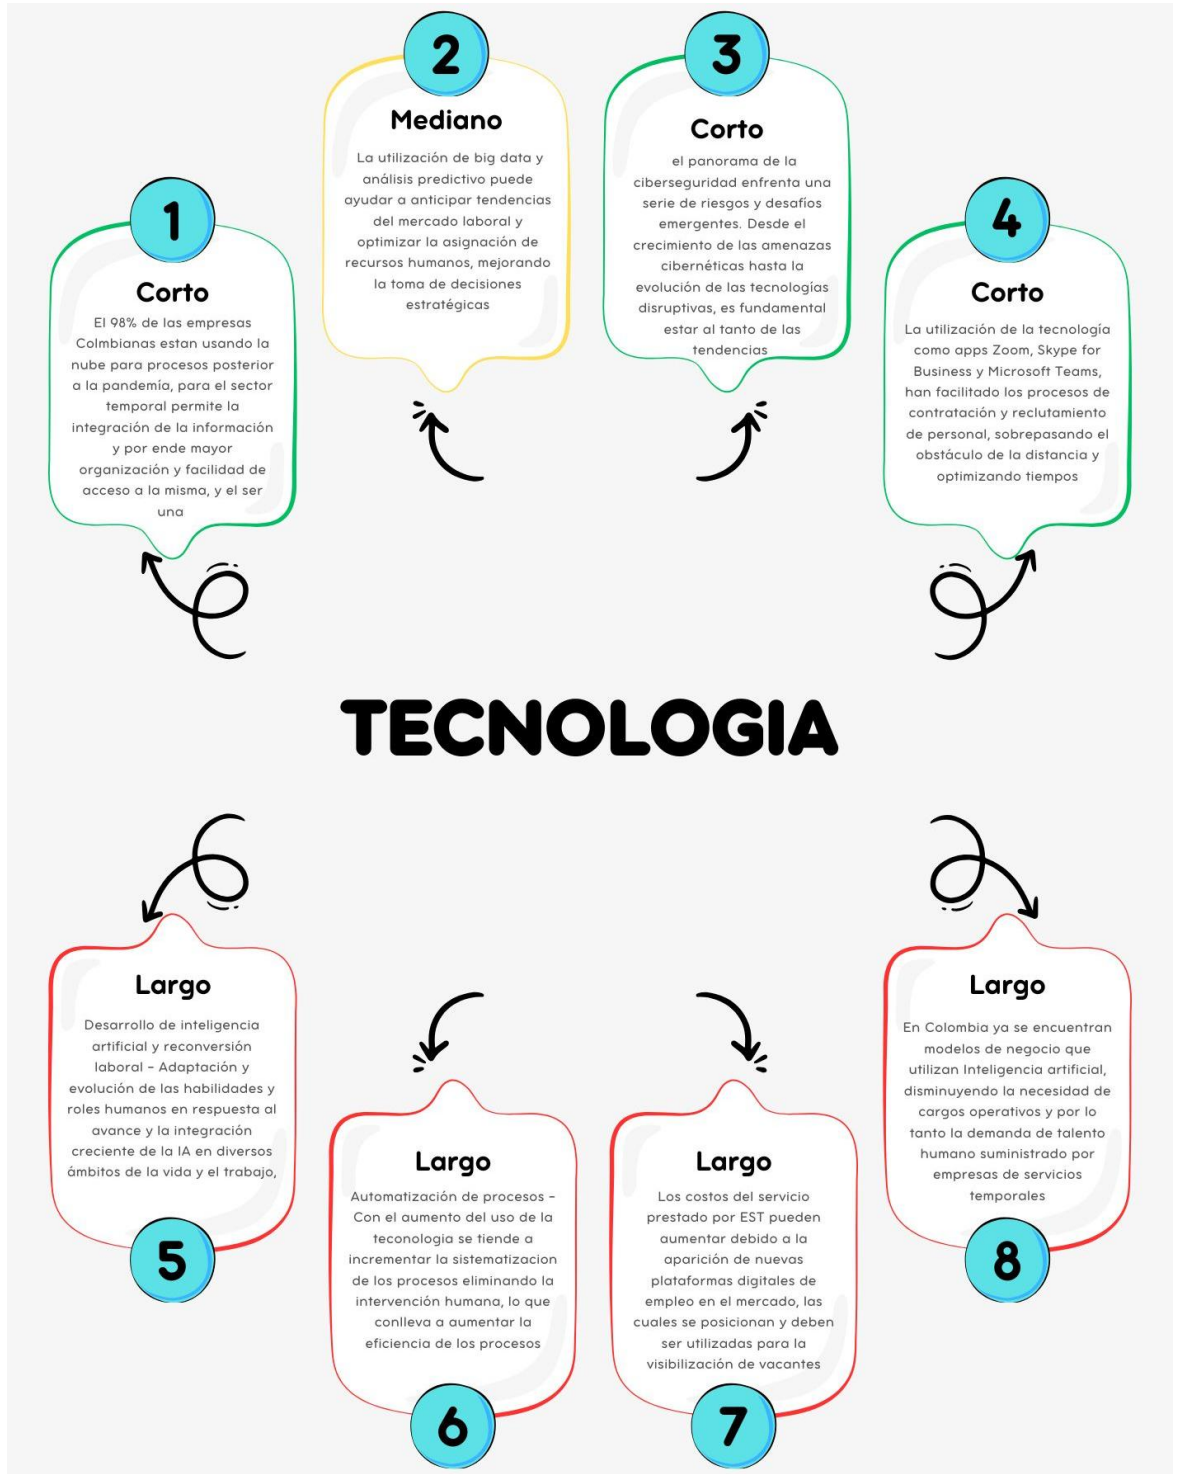 1
Corto
El 98% de las empresas
Colmbianas estan usando la
nube para procesos posterior
a la pandemía, para el sector
temporal permite la
integración de la información
y por ende mayor
organización y facilidad de
acceso a la misma, y el ser
una
2
Mediano
La utilización de big data y
análisis predictivo puede
ayudar a anticipar tendencias
del mercado laboral y
optimizar la asignación de
recursos humanos, mejorando
la toma de decisiones
estratégicas
3
Corto
el panorama de la
ciberseguridad enfrenta una
serie de riesgos y desafíos
emergentes. Desde el
crecimiento de las amenazas
cibernéticas hasta la
evolución de las tecnologías
disruptivas, es fundamental
estar al tanto de las
tendencias
4
Corto
La utilización de la tecnología
como apps Zoom, Skype for
Business y Microsoft Teams,
han facilitado los procesos de
contratación y reclutamiento
de personal, sobrepasando el
obstáculo de la distancia y
optimizando tiempos
TECNOLOGIA
Largo
Desarrollo de inteligencia
artificial y reconversión
laboral - Adaptación y
evolución de las habilidades y
roles humanos en respuesta al
avance y la integración
creciente de la IA en diversos
ámbitos de la vida y el trabajo,
5
Largo
Automatización de procesos -
Con el aumento del uso de la
teconologia se tiende a
incrementar la sistematizacion
de los procesos eliminando la
intervención humana, lo que
conlleva a aumentar la
eficiencia de los procesos
6
Largo
Los costos del servicio
prestado por EST pueden
aumentar debido a la
aparición de nuevas
plataformas digitales de
empleo en el mercado, las
cuales se posicionan y deben
ser utilizadas para la
visibilización de vacantes
7
Largo
En Colombia ya se encuentran
modelos de negocio que
utilizan Inteligencia artificial,
disminuyendo la necesidad de
cargos operativos y por lo
tanto la demanda de talento
humano suministrado por
empresas de servicios
temporales
8